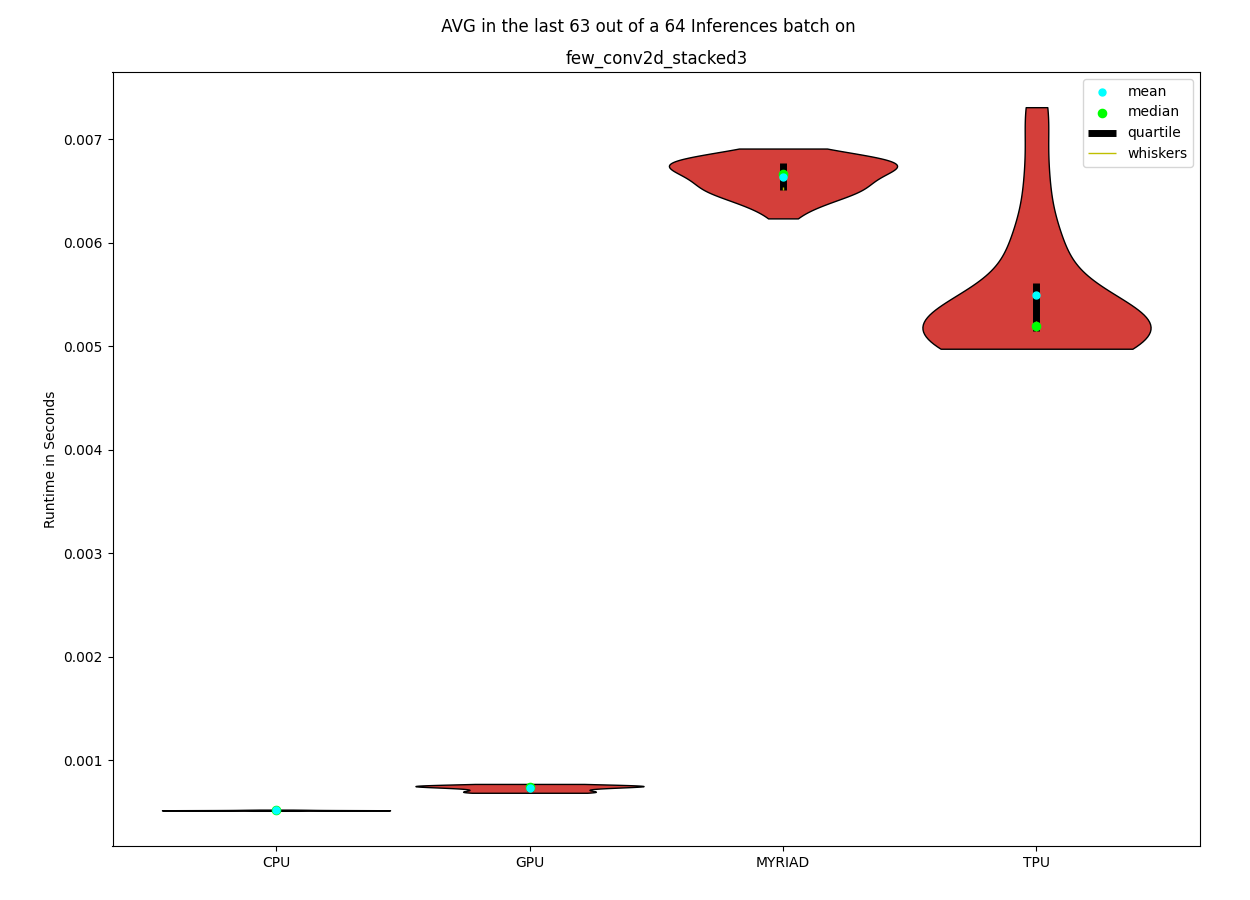 AVG in the last 63 out of a 64 Inferences batch on
few_conv2d_stacked3
mean
median
quartile
whiskers
Runtime in Seconds
0.007
0.006
0.005
0.004
0.003
0.002
0.001
CPU
GPU
MYRIAD
TPU